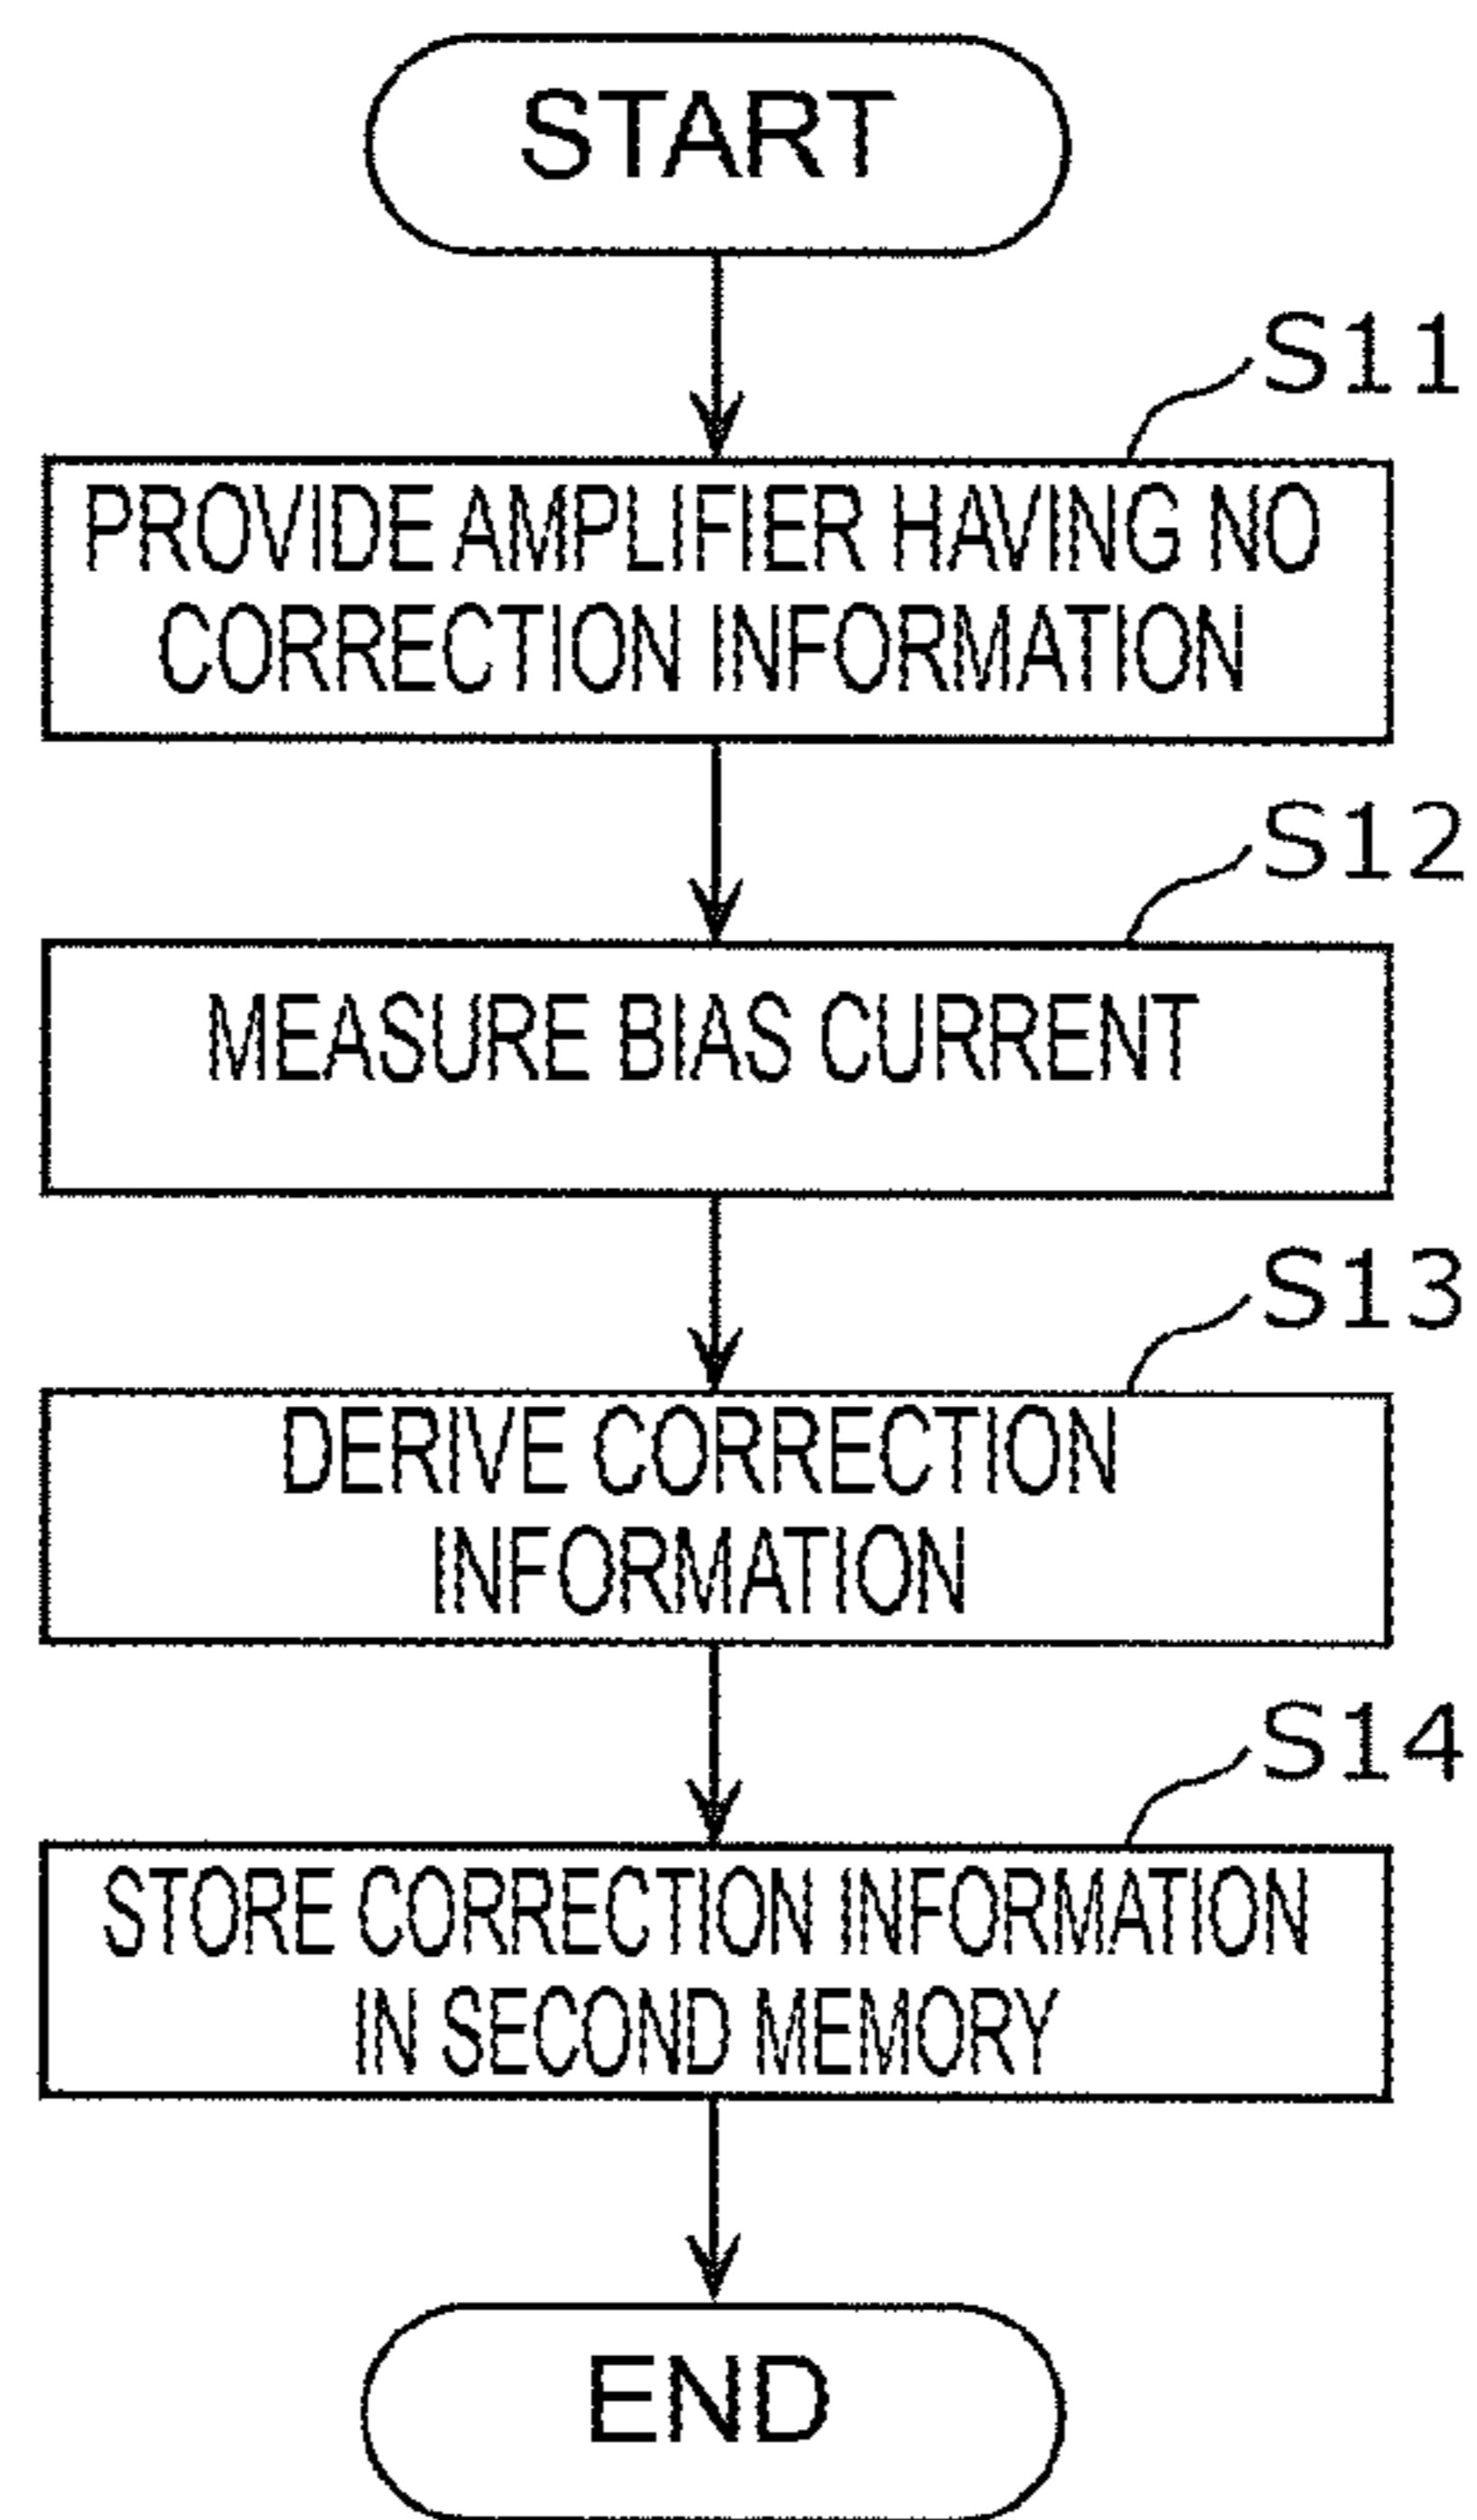 START
S11
PROVIDE AMPLIFIER HAVING NO
CORRECTION INFORMATION
S12
MEASURE BIAS CURRENT
S13
DERIVE CORRECTION
INFORMATION
S14
STORE CORRECTION INFORMATION
IN SECOND MEMORY
END